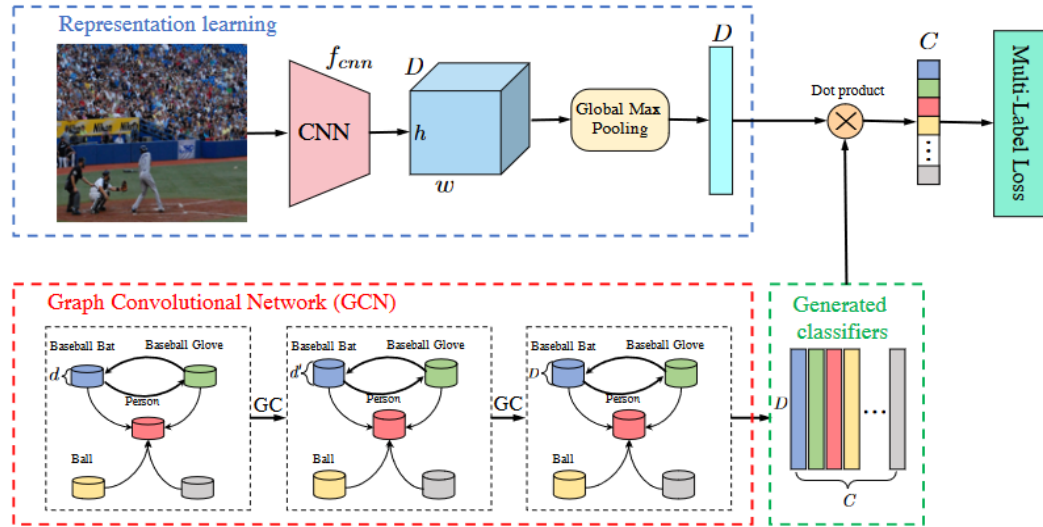 Representation learning
f_cnn
CNN
D
h
w
Global Max
Pooling
D
Dot product
C
Multi-Label Loss
Graph Convolutional Network (GCN)
Baseball Bat
Baseball Glove
d
Person
Ball
GC
Baseball Bat
Baseball Glove
d'
Person
Ball
GC
Baseball Bat
Baseball Glove
D
Person
Ball
Generated
classifiers
D
...
C